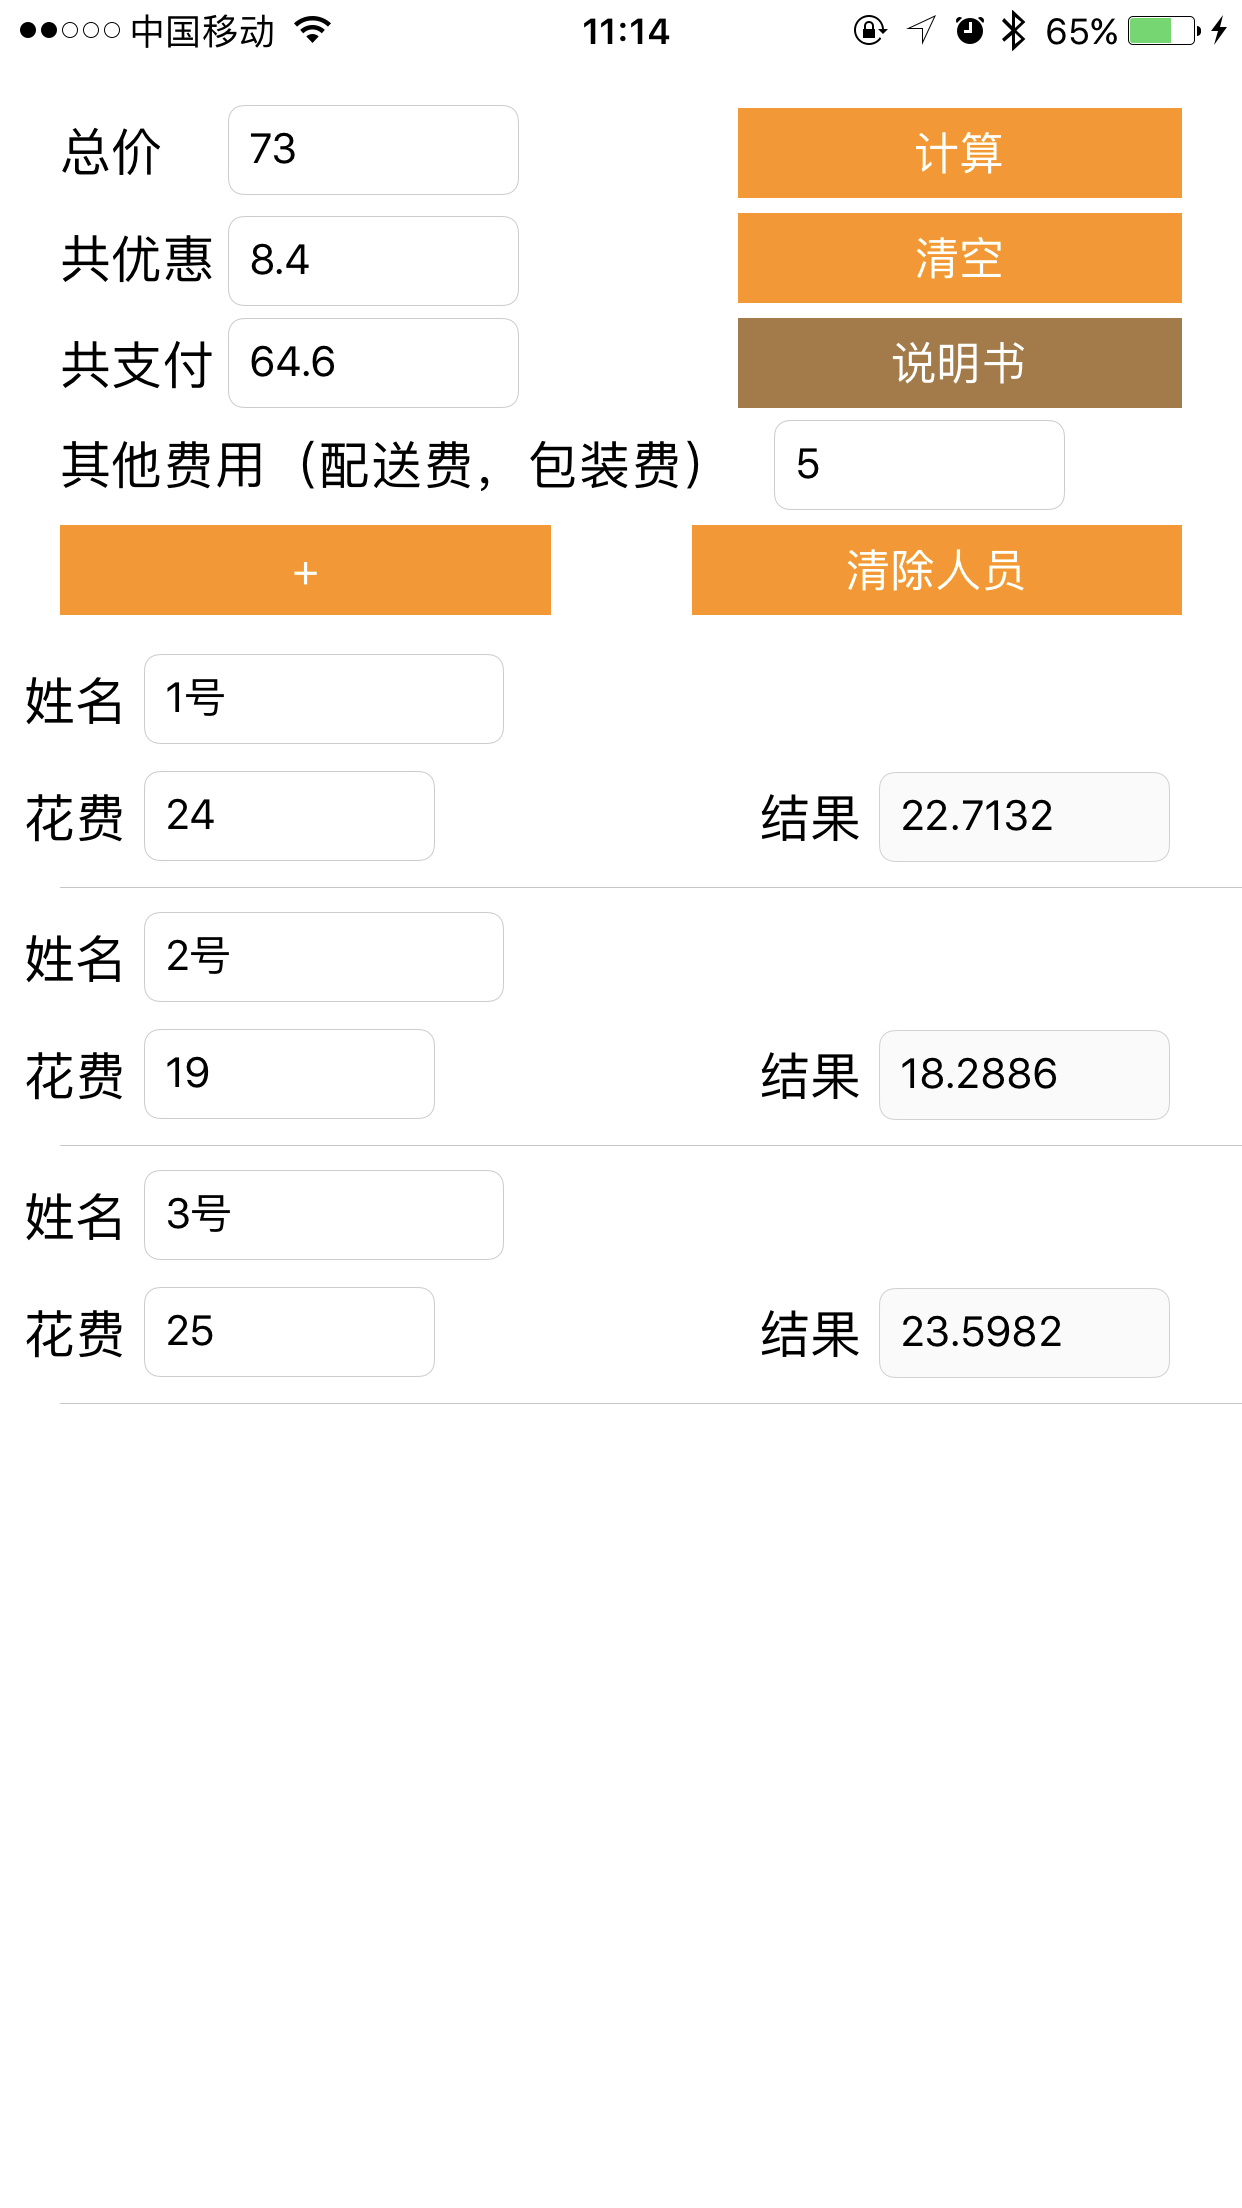 中国移动 11:14 65%
总价 73 计算
共优惠 8.4 清空
共支付 64.6 说明书
其他费用（配送费，包装费） 5
+ 清除人员
姓名 1号
花费 24 结果 22.7132
姓名 2号
花费 19 结果 18.2886
姓名 3号
花费 25 结果 23.5982